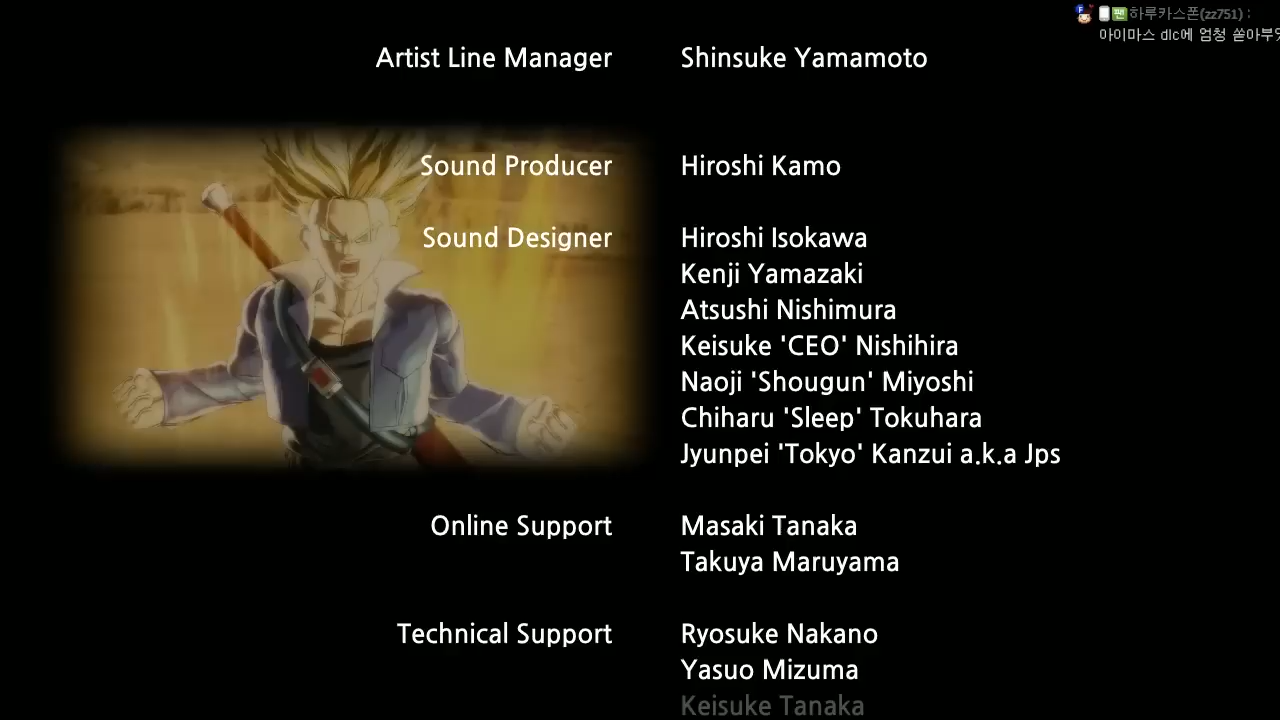 하루카스폰(zz751) :
아이마스 dlc에 엄청 쏟아부
Artist Line Manager Shinsuke Yamamoto
Sound Producer Hiroshi Kamo
Sound Designer Hiroshi Isokawa
Kenji Yamazaki
Atsushi Nishimura
Keisuke 'CEO' Nishihira
Naoji 'Shougun' Miyoshi
Chiharu 'Sleep' Tokuhara
Jyunpei 'Tokyo' Kanzui a.k.a Jps
Online Support Masaki Tanaka
Takuya Maruyama
Technical Support Ryosuke Nakano
Yasuo Mizuma
Keisuke Tanaka